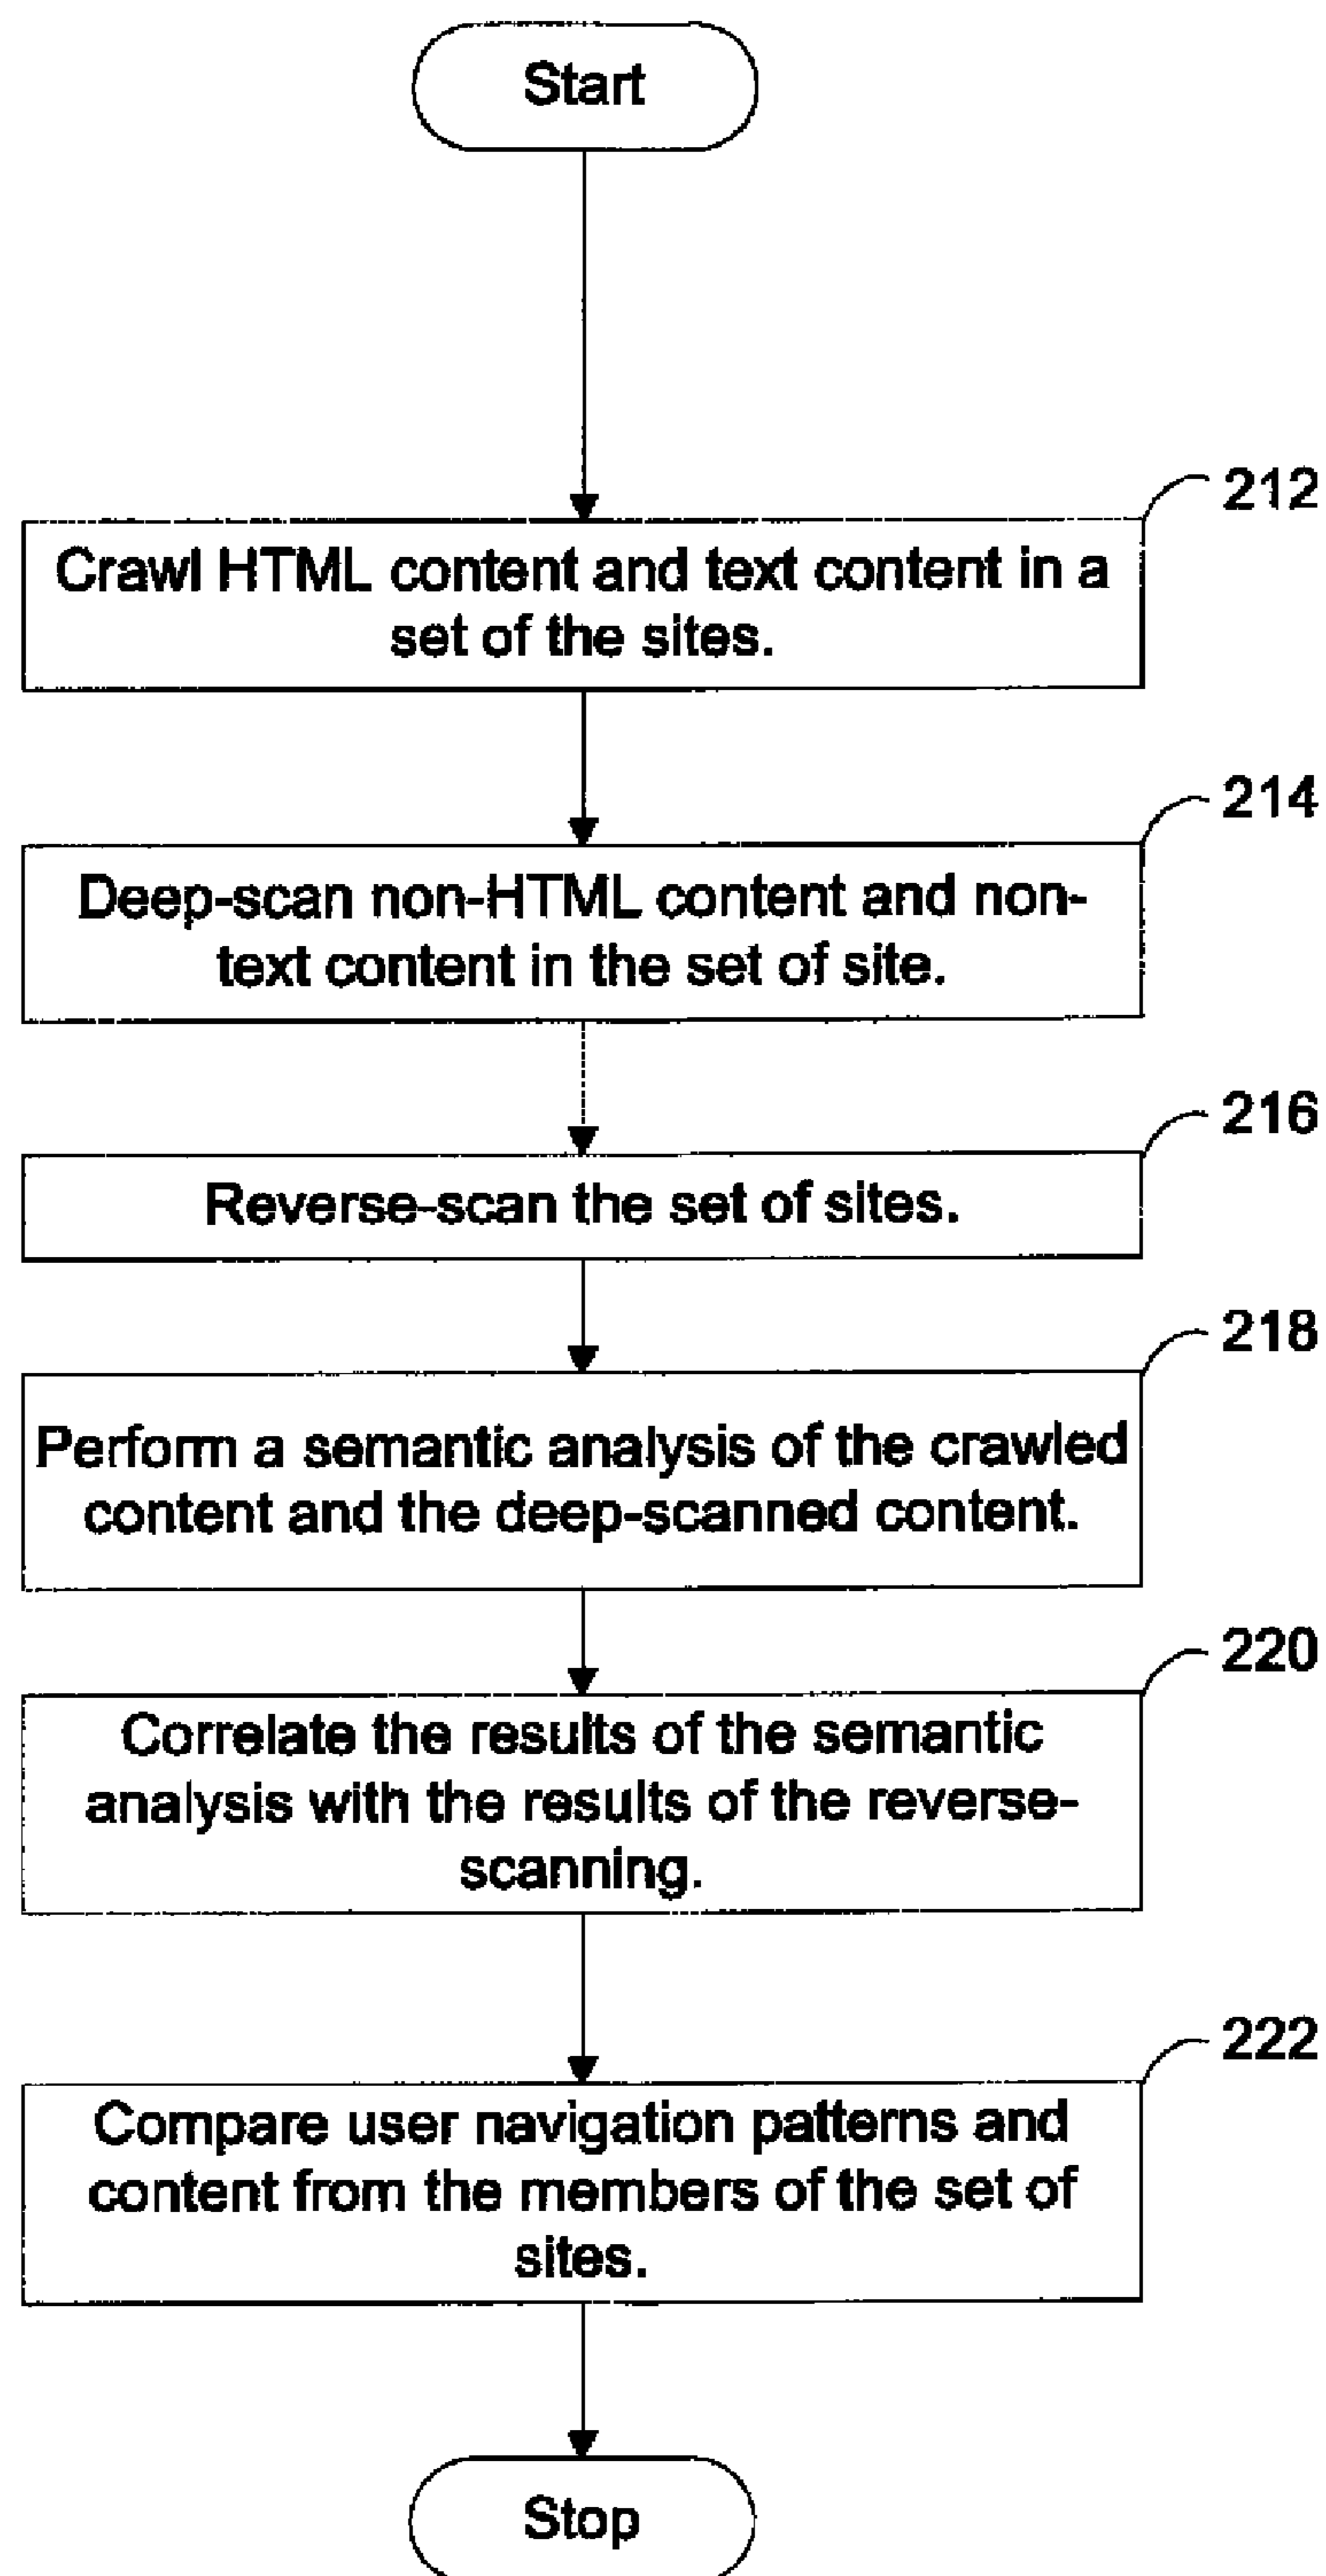 Start
212
Crawl HTML content and text content in a
set of the sites.
214
Deep-scan non-HTML content and non-
text content in the set of site.
216
Reverse-scan the set of sites.
218
Perform a semantic analysis of the crawled
content and the deep-scanned content.
220
Correlate the results of the semantic
analysis with the results of the reverse-
scanning.
222
Compare user navigation patterns and
content from the members of the set of
sites.
Stop